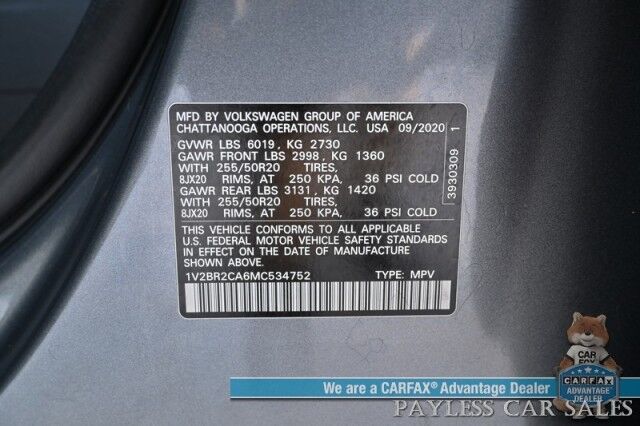 MFD BY VOLKSWAGEN GROUP OF AMERICA
CHATTANOOGA OPERATIONS, LLC. USA 09/2020
GVWR LBS 6019, KG 2730
GAWR FRONT LBS 2998, KG 1360
WITH 255/50R20 TIRES,
8JX20 RIMS, AT 250 KPA, 36 PSI COLD
GAWR REAR LBS 3131, KG 1420
WITH 255/50R20 TIRES,
8JX20 RIMS, AT 250 KPA, 36 PSI COLD
THIS VEHICLE CONFORMS TO ALL APPLICABLE
U.S. FEDERAL MOTOR VEHICLE SAFETY STANDARDS
IN EFFECT ON THE DATE OF MANUFACTURE
SHOWN ABOVE.
1V2BR2CA6MC534752 TYPE: MPV
3930309 1
We are a CARFAX® Advantage Dealer
CAR FOX
CARFAX
ADVANTAGE
DEALER
PAYLESS CAR SALES